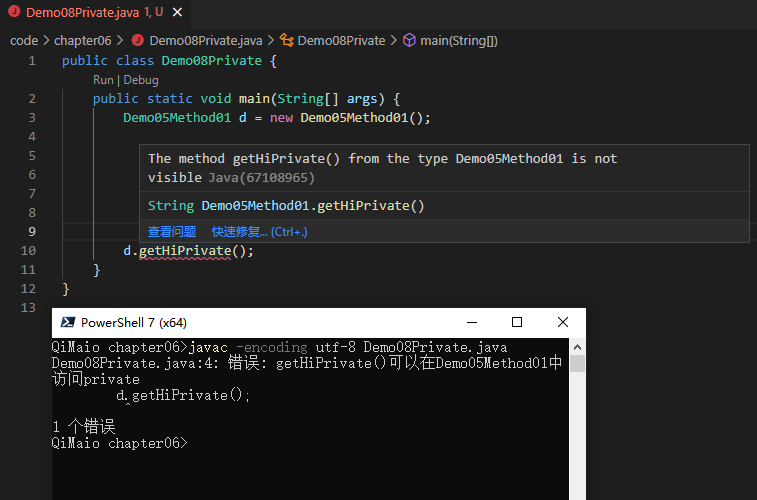 Demo08Private.java 1, U
code > chapter06 > Demo08Private.java > Demo08Private > main(String[])
1 public class Demo08Private {
Run | Debug
2 public static void main(String[] args) {
3 Demo05Method01 d = new Demo05Method01();
4
5 The method getHiPrivate() from the type Demo05Method01 is not
6 visible Java(67108965)
7
8 String Demo05Method01.getHiPrivate()
9 查看问题 快速修复... (Ctrl+.)
10 d.getHiPrivate();
11 }
12 }
13
PowerShell 7 (x64)
QiMaio chapter06>javac -encoding utf-8 Demo08Private.java
Demo08Private.java:4: 错误: getHiPrivate()可以在Demo05Method01中
访问private
d.getHiPrivate();
^
1 个错误
QiMaio chapter06>